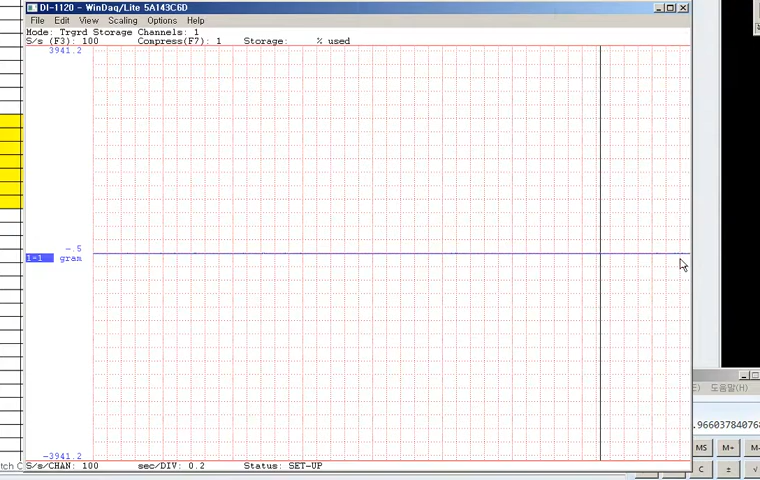 DI-1120 - WinDaq/Lite 5A143C6D
File Edit View Scaling Options Help
Mode: Trgrd Storage Channels: 1
S/s (F3): 100 Compress(F7): 1 Storage: % used
3941.2
-.5
1-1 gram
-3941.2
S/s/CHAN: 100 sec/DIV: 0.2 Status: SET-UP
도움말(H)
.966037840768
MS M+
C ±